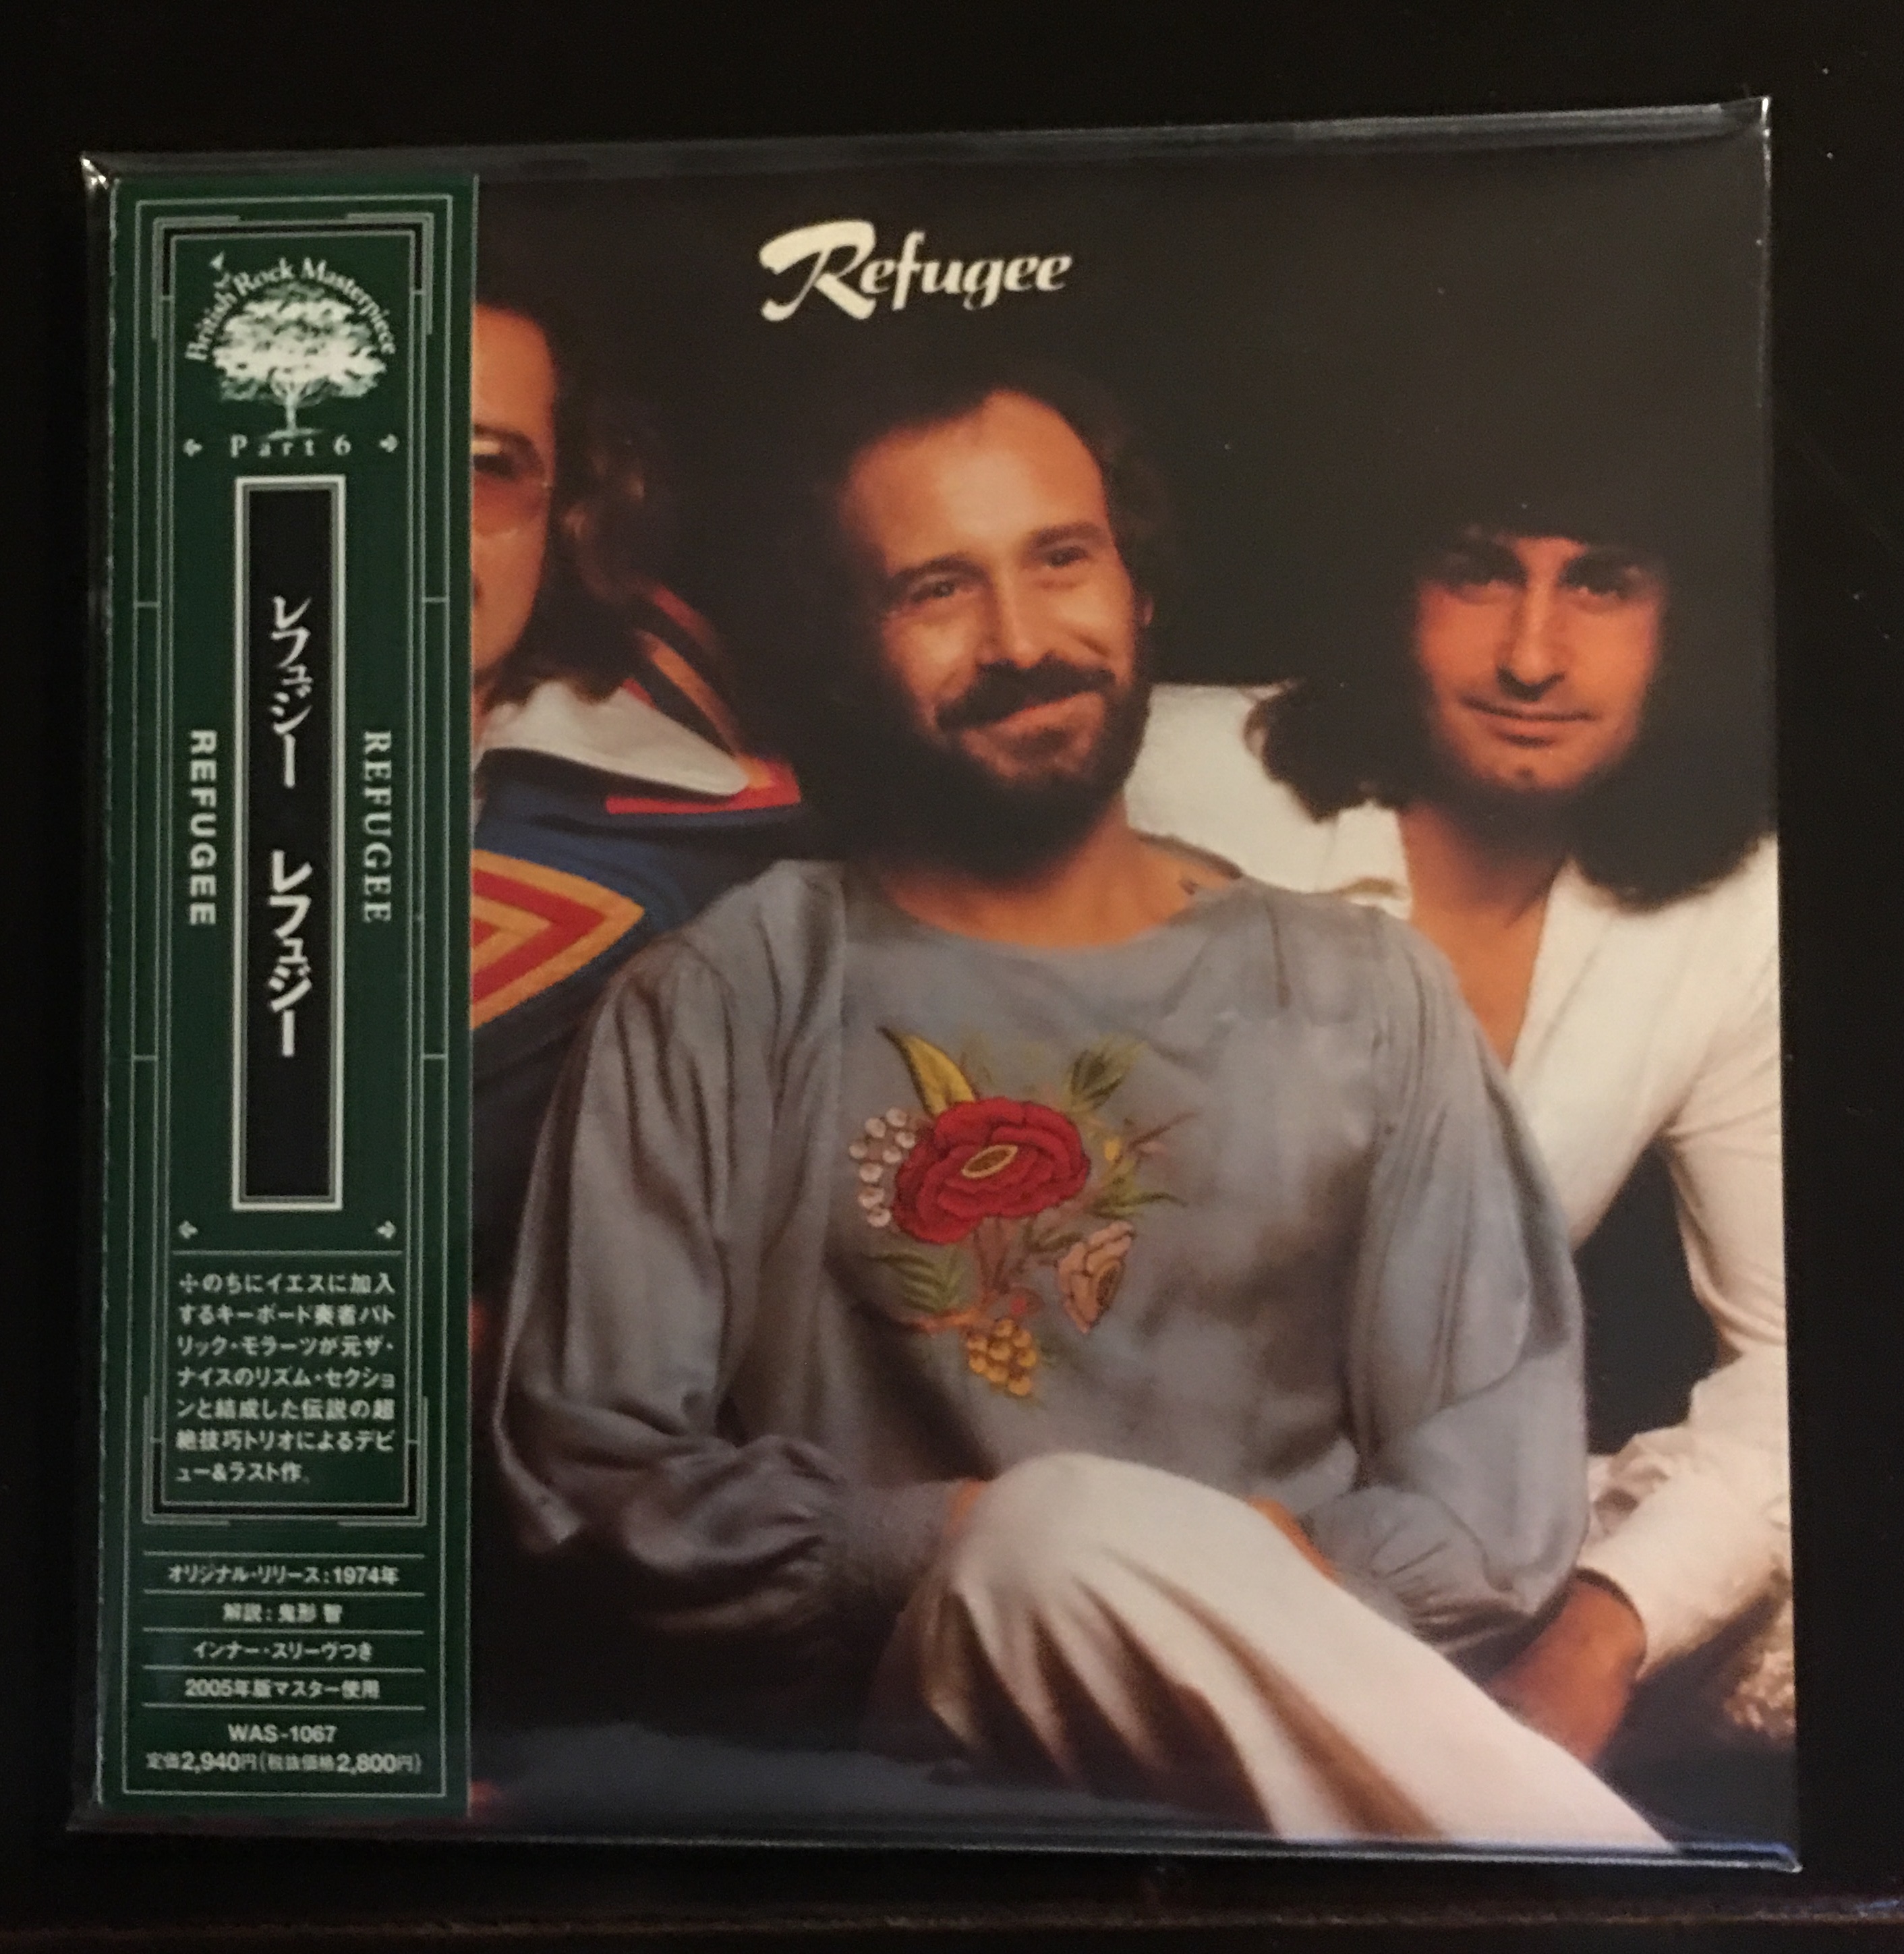 British Rock Masterpiece
Part 6
レフュジー レフュジー
REFUGEE
REFUGEE
のちにイエスに加入
するキーボード奏者パト
リック・モラーツが元ザ・
ナイスのリズム・セクショ
ンと結成した伝説の超
絶技巧トリオによるデビ
ュー&ラスト作。
オリジナル・リリース:1974年
解説:鬼形 智
インナー・スリーヴつき
2005年版マスター使用
WAS-1067
定価2,940円(税抜価格2,800円)
Refugee